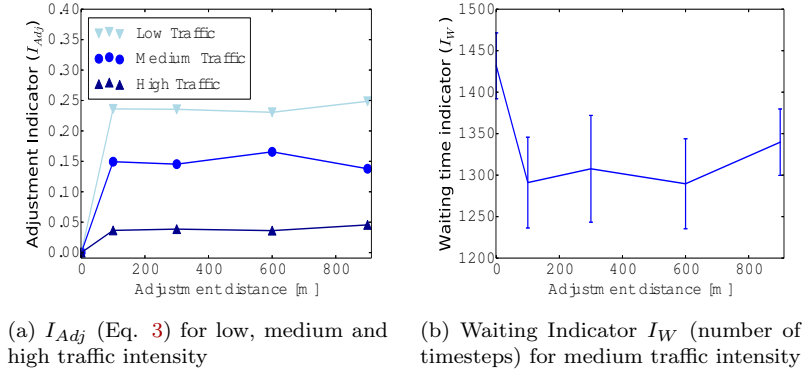 0.40
0.35
0.30
0.25
0.20
0.15
0.10
0.05
0.00
Adjustment Indicator (I_Adj)
Low Traffic
Medium Traffic
High Traffic
0 200 400 600 800
Adjustment distance [m]
1500
1450
1400
1350
1300
1250
1200
Waiting time indicator (I_W)
0 200 400 600 800
Adjustment distance [m]
(a) I_Adj (Eq. 3) for low, medium and
high traffic intensity
(b) Waiting Indicator I_W (number of
timesteps) for medium traffic intensity